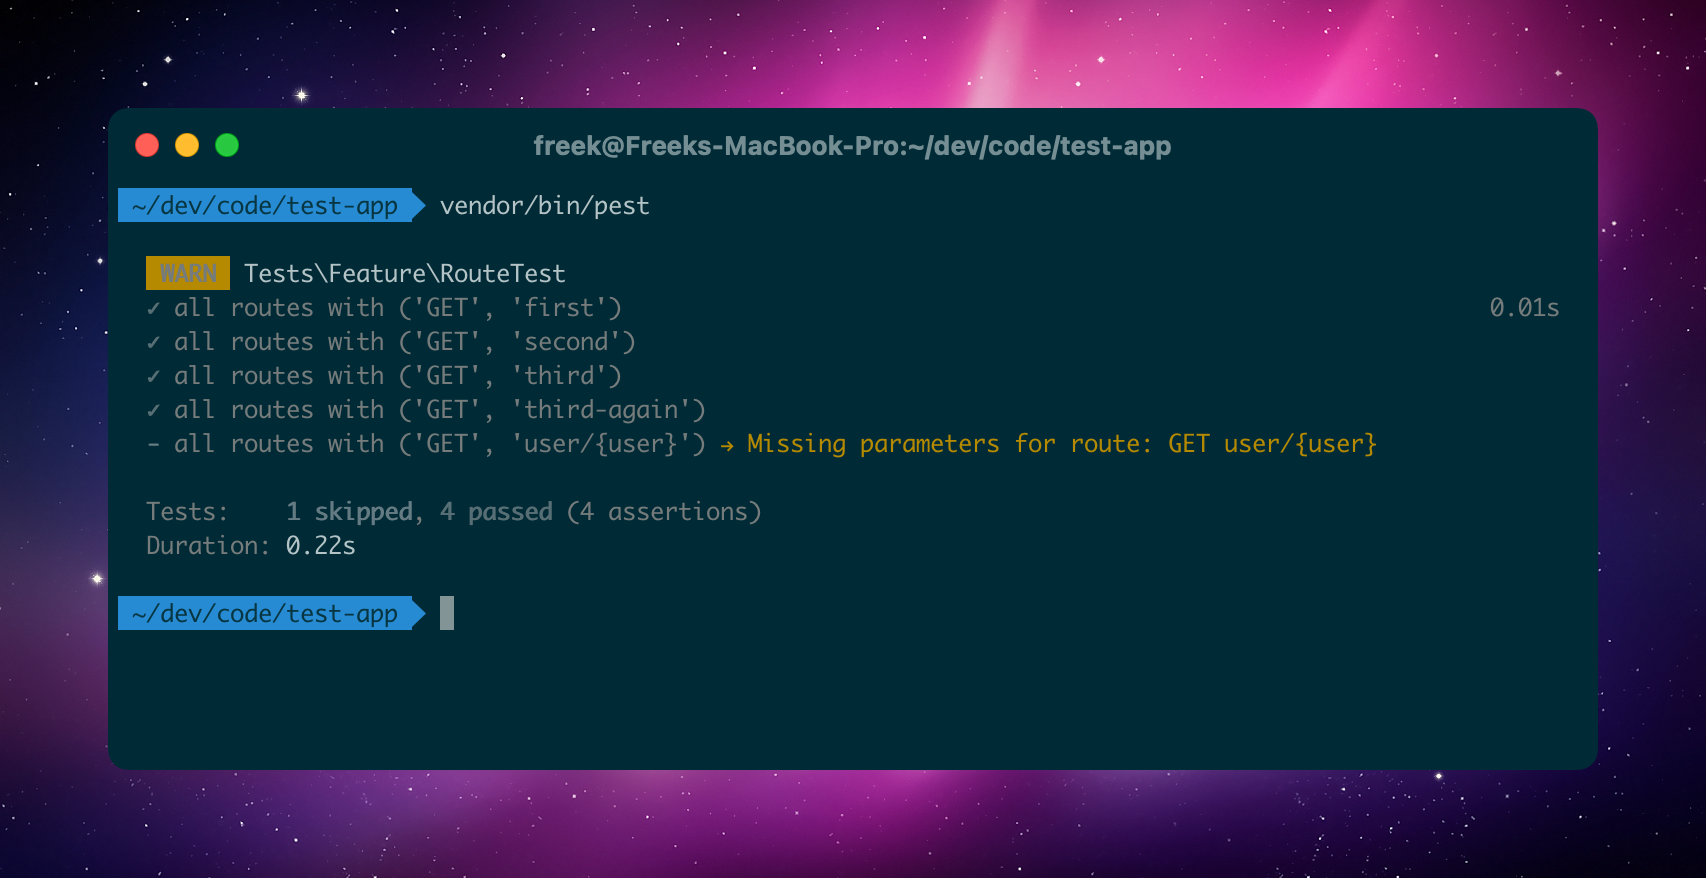 freek@Freeks-MacBook-Pro:~/dev/code/test-app
~/dev/code/test-app vendor/bin/pest
WARN Tests\Feature\RouteTest
✓ all routes with ('GET', 'first') 0.01s
✓ all routes with ('GET', 'second')
✓ all routes with ('GET', 'third')
✓ all routes with ('GET', 'third-again')
- all routes with ('GET', 'user/{user}') → Missing parameters for route: GET user/{user}
Tests: 1 skipped, 4 passed (4 assertions)
Duration: 0.22s
~/dev/code/test-app